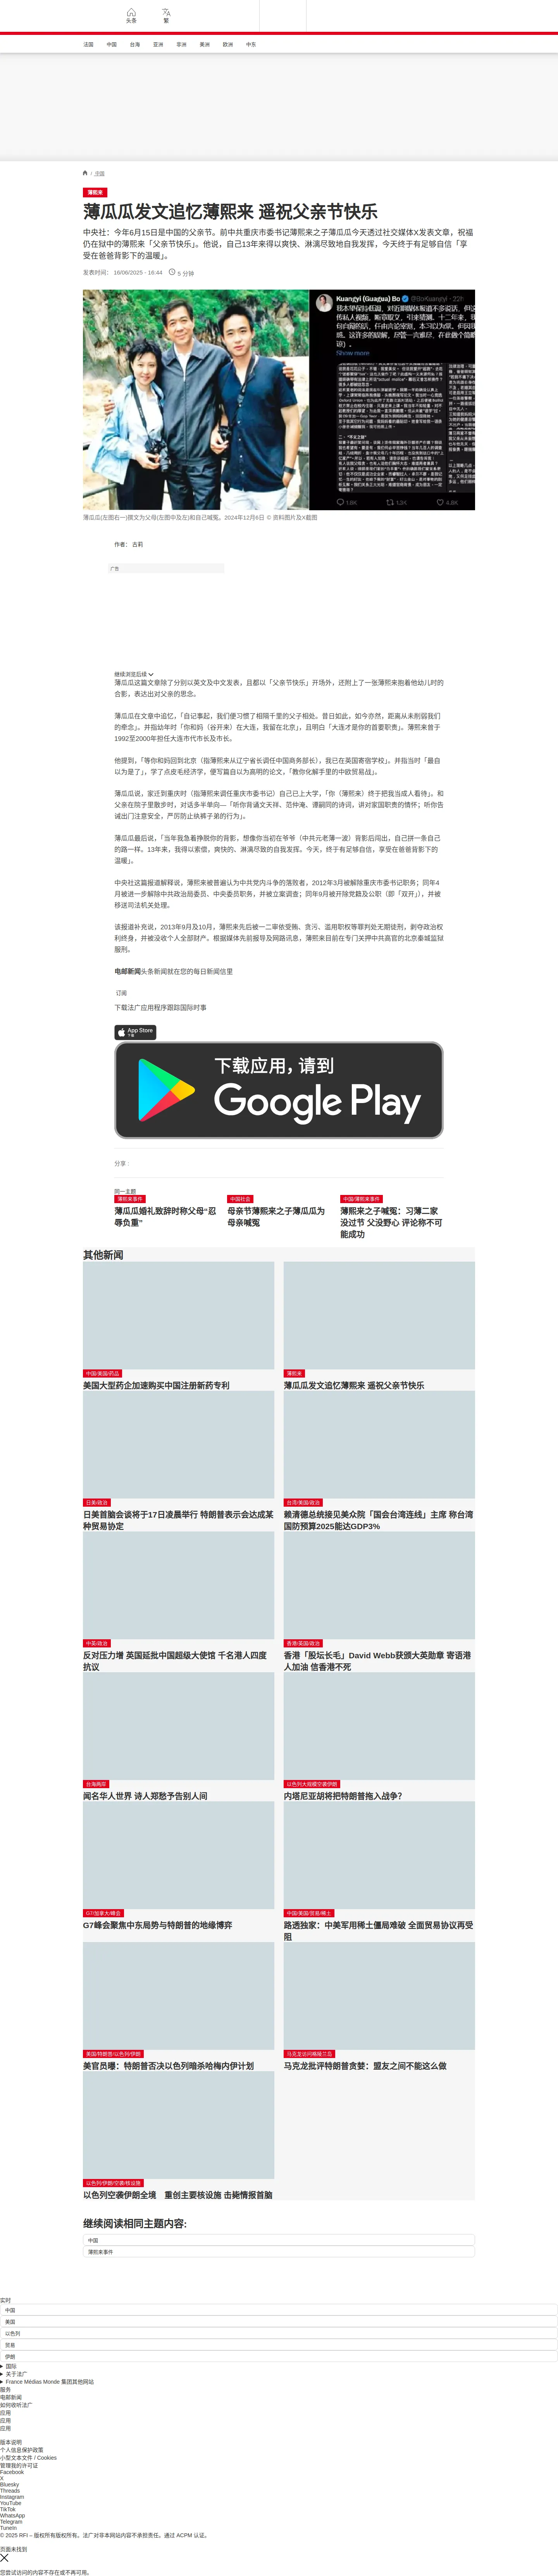 头条
繁
法国
中国
台海
亚洲
非洲
美洲
欧洲
中东
/ 中国
薄熙来
薄瓜瓜发文追忆薄熙来 遥祝父亲节快乐
中央社：今年6月15日是中国的父亲节。前中共重庆市委书记薄熙来之子薄瓜瓜今天透过社交媒体X发表文章，祝福
仍在狱中的薄熙来「父亲节快乐」。他说，自己13年来得以爽快、淋漓尽致地自我发挥，今天终于有足够自信「享
受在爸爸背影下的温暖」。
发表时间： 16/06/2025 - 16:44
5 分钟
Kuangyi (Guagua) Bo
Show more
1.8K
1.3K
4.8K
薄瓜瓜(左图右一)撰文为父母(左图中及左)和自己喊冤。2024年12月6日 © 资料图片及X截图
作者： 古莉
广告
继续浏览后续
薄瓜瓜这篇文章除了分别以英文及中文发表，且都以「父亲节快乐」开场外，还附上了一张薄熙来抱着他幼儿时的
合影，表达出对父亲的思念。
薄瓜瓜在文章中追忆，「自记事起，我们便习惯了相隔千里的父子相处。昔日如此，如今亦然，距离从未削弱我们
的牵念」。并指幼年时「你和妈（谷开来）在大连，我留在北京」，且明白「大连才是你的首要职责」。薄熙来曾于
1992至2000年担任大连市代市长及市长。
他提到，「等你和妈回到北京（指薄熙来从辽宁省长调任中国商务部长），我已在英国寄宿学校」。并指当时「最自
以为是了」，学了点皮毛经济学，便写篇自以为高明的论文，「教你化解手里的中欧贸易战」。
薄瓜瓜说，家迁到重庆时（指薄熙来调任重庆市委书记）自己已上大学，「你（薄熙来）终于把我当成人看待」。和
父亲在院子里散步时，对话多半单向—「听你背诵文天祥、范仲淹、谭嗣同的诗词，讲对家国职责的情怀；听你告
诫出门注意安全，严厉防止纨裤子弟的行为」。
薄瓜瓜最后说，「当年我急着挣脱你的背影，想像你当初在爷爷（中共元老薄一波）背影后闯出，自己拼一条自己
的路一样。13年来，我得以索偿，爽快的、淋漓尽致的自我发挥。今天，终于有足够自信，享受在爸爸背影下的
温暖」。
中央社这篇报道解释说，薄熙来被普遍认为中共党内斗争的落败者，2012年3月被解除重庆市委书记职务；同年4
月被进一步解除中共政治局委员、中央委员职务，并被立案调查；同年9月被开除党籍及公职（即「双开」），并被
移送司法机关处理。
该报道补充说，2013年9月及10月，薄熙来先后被一二审依受贿、贪污、滥用职权等罪判处无期徒刑，剥夺政治权
利终身，并被没收个人全部财产。根据媒体先前报导及网路讯息，薄熙来目前在专门关押中共高官的北京秦城监狱
服刑。
电邮新闻头条新闻就在您的每日新闻信里
订阅
下载法广应用程序跟踪国际时事
App Store
下载
下载应用，请到
Google Play
分享 :
同一主题
薄熙来事件
薄瓜瓜婚礼致辞时称父母“忍
辱负重”
中国社会
母亲节薄熙来之子薄瓜瓜为
母亲喊冤
中国/薄熙来事件
薄熙来之子喊冤：习薄二家
没过节 父没野心 评论称不可
能成功
其他新闻
中国/美国/药品
美国大型药企加速购买中国注册新药专利
薄熙来
薄瓜瓜发文追忆薄熙来 遥祝父亲节快乐
日美/政治
日美首脑会谈将于17日凌晨举行 特朗普表示会达成某
种贸易协定
台湾/美国/政治
赖清德总统接见美众院「国会台湾连线」主席 称台湾
国防预算2025能达GDP3%
中英/政治
反对压力增 英国延批中国超级大使馆 千名港人四度
抗议
香港/英国/政治
香港「股坛长毛」David Webb获颁大英勋章 寄语港
人加油 信香港不死
台海两岸
闻名华人世界 诗人郑愁予告别人间
以色列大规模空袭伊朗
内塔尼亚胡将把特朗普拖入战争？
G7/加拿大/峰会
G7峰会聚焦中东局势与特朗普的地缘博弈
中国/美国/贸易/稀土
路透独家：中美军用稀土僵局难破 全面贸易协议再受
阻
美国/特朗普/以色列/伊朗
美官员曝：特朗普否决以色列暗杀哈梅内伊计划
马克龙访问格陵兰岛
马克龙批评特朗普贪婪：盟友之间不能这么做
以色列/伊朗/空袭/核设施
以色列空袭伊朗全境 重创主要核设施 击毙情报首脑
继续阅读相同主题内容:
中国
薄熙来事件
实时
中国
美国
以色列
贸易
伊朗
国际
关于法广
France Médias Monde 集团其他网站
服务
电邮新闻
如何收听法广
应用
应用
应用
版本说明
个人信息保护政策
小型文本文件 / Cookies
管理我的许可证
Facebook
X
Bluesky
Threads
Instagram
YouTube
TikTok
WhatsApp
Telegram
TuneIn
© 2025 RFI – 版权所有版权所有。法广对非本网站内容不承担责任。通过 ACPM 认证。
页面未找到
您尝试访问的内容不存在或不再可用。